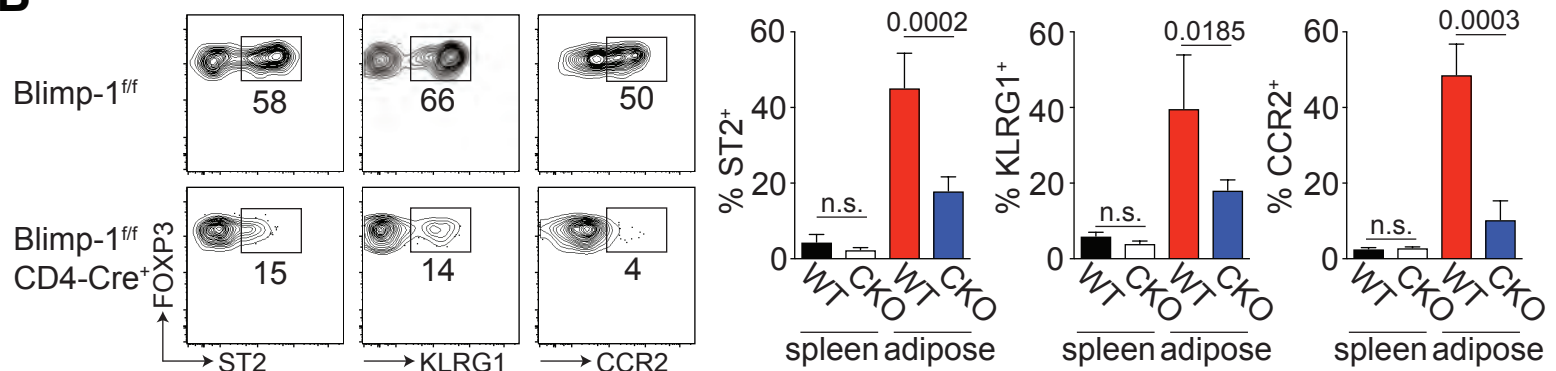 B
Blimp-1f/f
58
66
50
Blimp-1f/f
CD4-Cre+
15
14
4
FOXP3
ST2
KLRG1
CCR2
% ST2+
60
40
20
0
n.s.
0.0002
WT
CKO
WT
CKO
spleen adipose
% KLRG1+
60
40
20
0
n.s.
0.0185
WT
CKO
WT
CKO
spleen adipose
% CCR2+
60
40
20
0
n.s.
0.0003
WT
CKO
WT
CKO
spleen adipose